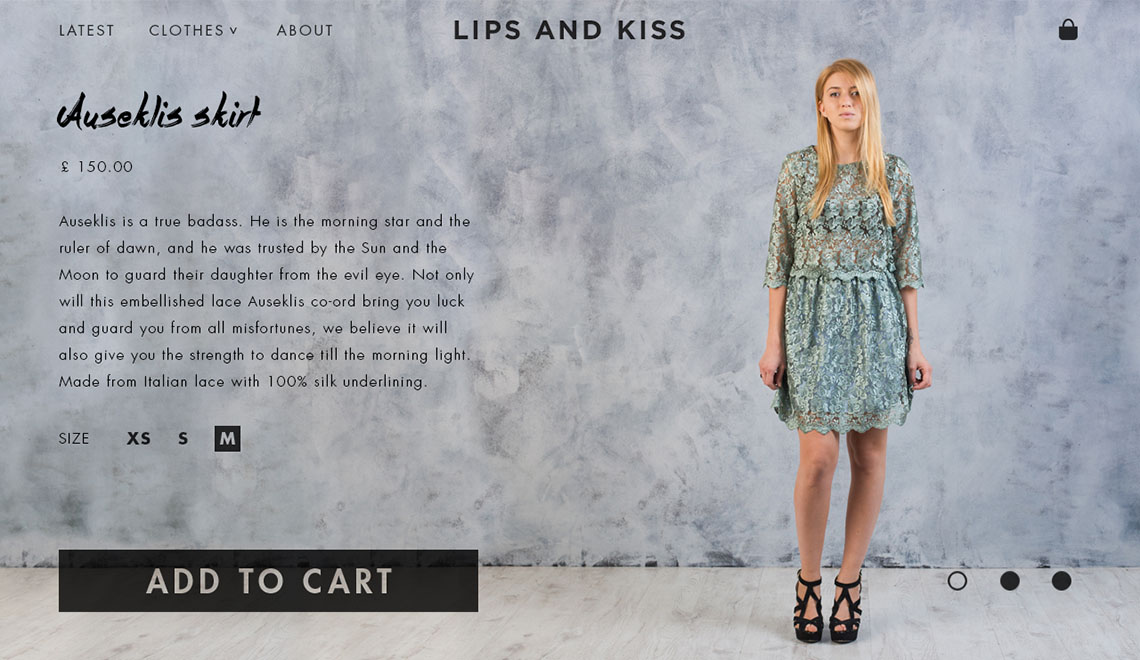 LATEST CLOTHES v ABOUT LIPS AND KISS
Auseklis skirt
£ 150.00
Auseklis is a true badass. He is the morning star and the
ruler of dawn, and he was trusted by the Sun and the
Moon to guard their daughter from the evil eye. Not only
will this embellished lace Auseklis co-ord bring you luck
and guard you from all misfortunes, we believe it will
also give you the strength to dance till the morning light.
Made from Italian lace with 100% silk underlining.
SIZE XS S M
ADD TO CART